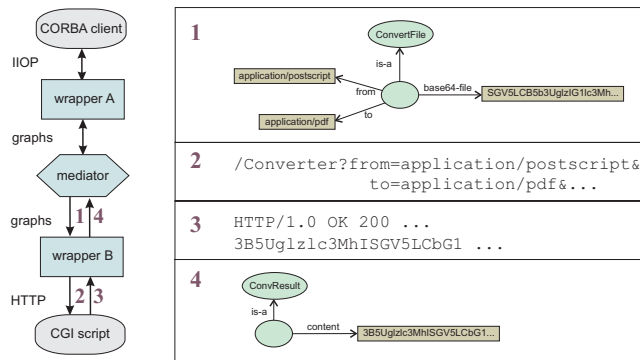 CORBA client
IIOP
wrapper A
graphs
mediator
graphs
1 4
wrapper B
HTTP
2 3
CGI script
1
ConvertFile
is-a
application/postscript
from
base64-file
SGV5LCB5b3UglzIG1lc3Mh...
to
application/pdf
2
/Converter?from=application/postscript&
to=application/pdf&...
3
HTTP/1.0 OK 200 ...
3B5Uglzlc3MhISGV5LCbG1 ...
4
ConvResult
is-a
content
3B5Uglzlc3MhISGV5LCbG1...